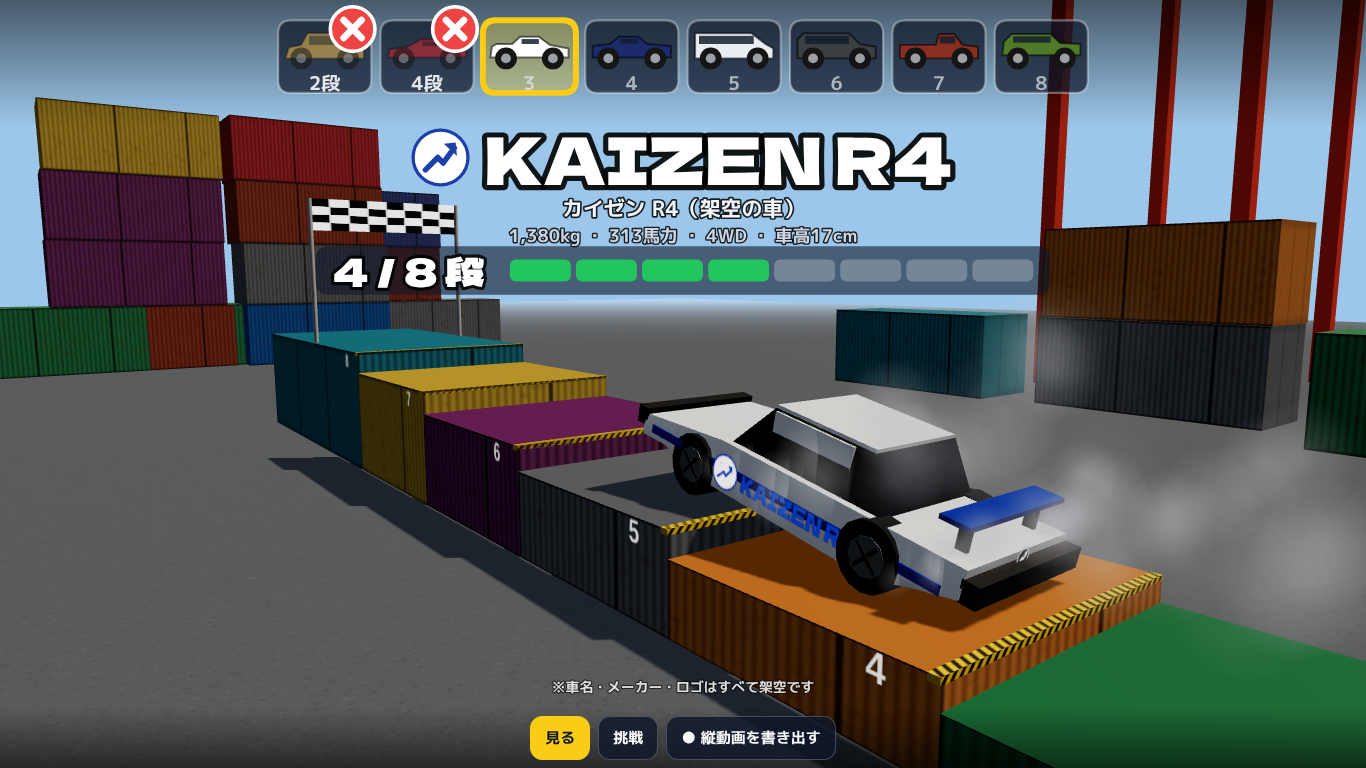 2段 4段 3 4 5 6 7 8
KAIZEN R4
カイゼン R4（架空の車）
1,380kg ・ 313馬力 ・ 4WD ・ 車高17cm
4 / 8 段
8
7
6
5
KAIZEN R
4
※車名・メーカー・ロゴはすべて架空です
見る 挑戦 ● 縦動画を書き出す